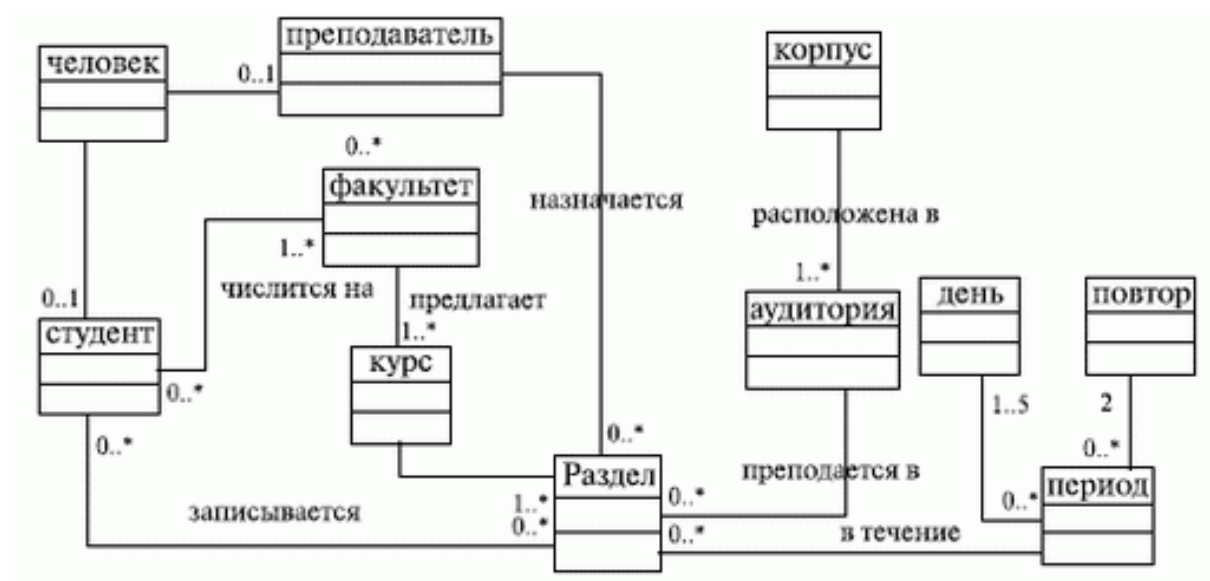 преподаватель
человек
корпус
0..1
0..*
факультет
назначается
расположена в
1..*
числится на
1..*
0..1
предлагает
день
повтор
аудитория
студент
1..*
курс
0..*
1..5
2
0..*
0..*
0..*
Раздел
преподается в
период
1..*
0..*
0..*
записывается
0..*
0..*
в течение